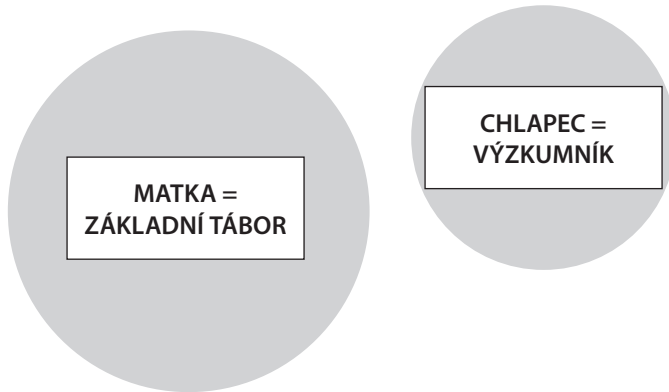 MATKA =
ZÁKLADNÍ TÁBOR
CHLAPEC =
VÝZKUMNÍK